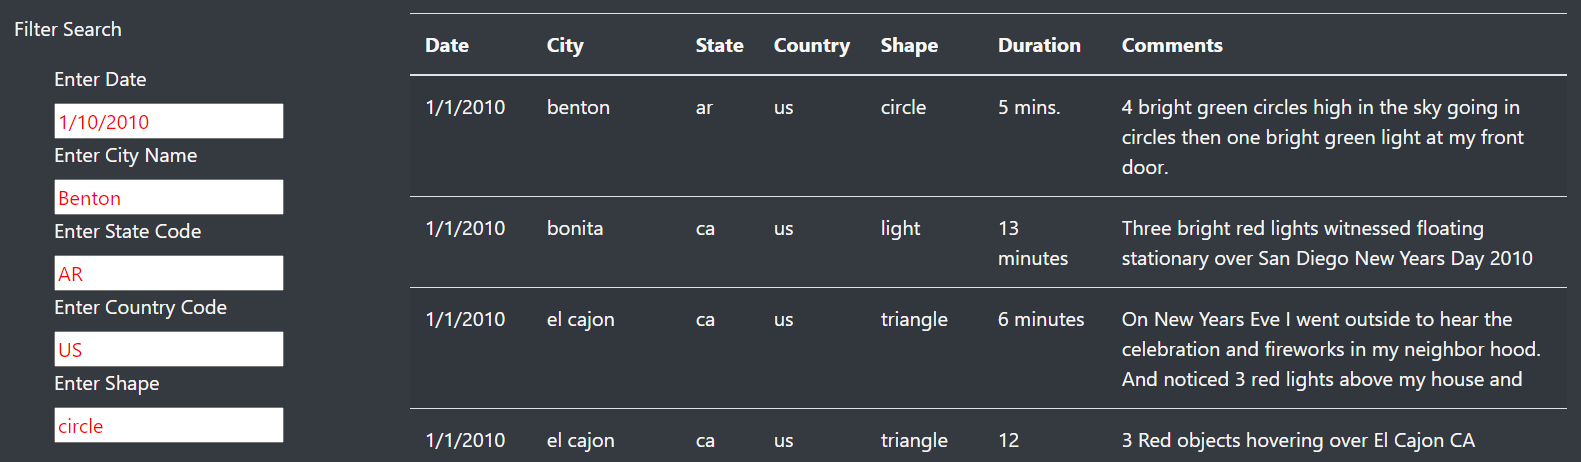 Filter Search
Enter Date
1/10/2010
Enter City Name
Benton
Enter State Code
AR
Enter Country Code
US
Enter Shape
circle
Date City State Country Shape Duration Comments
1/1/2010 benton ar us circle 5 mins. 4 bright green circles high in the sky going in
circles then one bright green light at my front
door.
1/1/2010 bonita ca us light 13 Three bright red lights witnessed floating
minutes stationary over San Diego New Years Day 2010
1/1/2010 el cajon ca us triangle 6 minutes On New Years Eve I went outside to hear the
celebration and fireworks in my neighbor hood.
And noticed 3 red lights above my house and
1/1/2010 el cajon ca us triangle 12 3 Red objects hovering over El Cajon CA